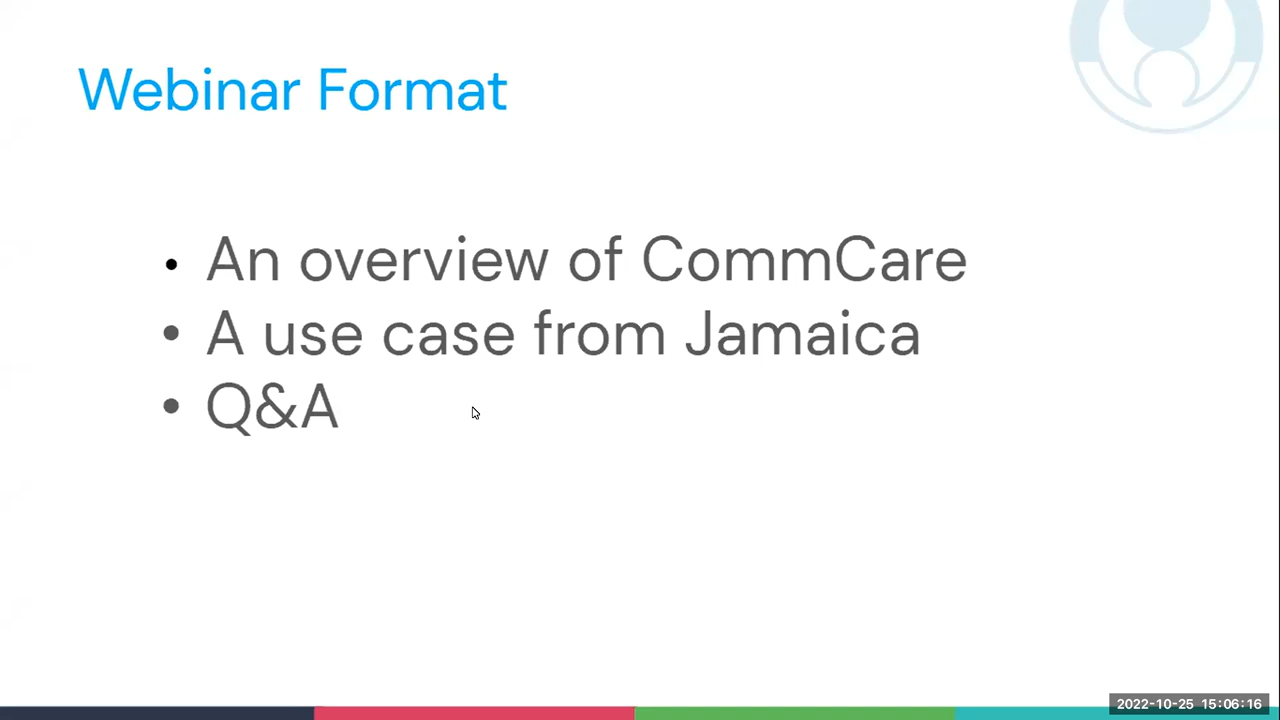 Webinar Format
• An overview of CommCare
• A use case from Jamaica
• Q&A
2022-10-25 15:06:16